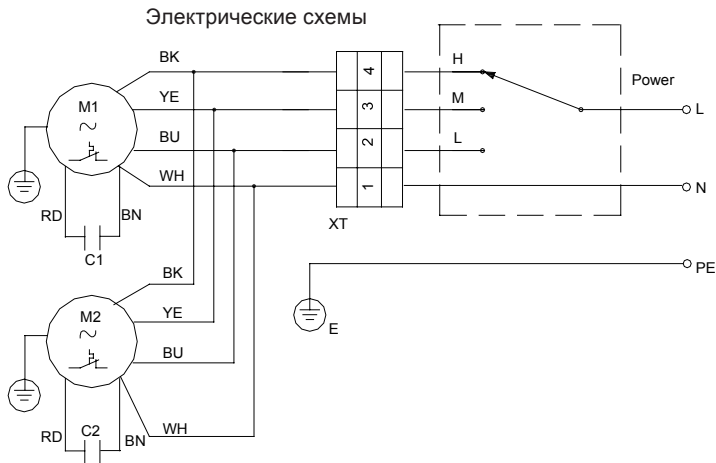 Электрические схемы
BK
YE
BU
WH
M1
RD
BN
C1
4
3
2
1
XT
H
M
L
Power
L
N
PE
E
BK
YE
BU
WH
M2
RD
C2
BN